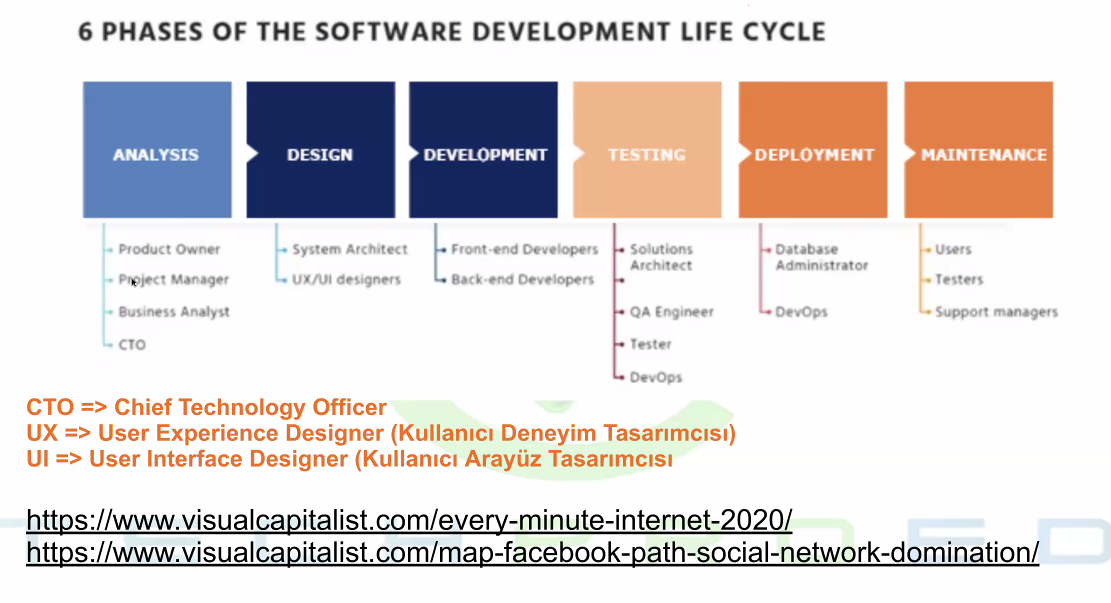 6 PHASES OF THE SOFTWARE DEVELOPMENT LIFE CYCLE
ANALYSIS
DESIGN
DEVELOPMENT
TESTING
DEPLOYMENT
MAINTENANCE
Product Owner
Project Manager
Business Analyst
CTO
System Architect
UX/UI designers
Front-end Developers
Back-end Developers
Solutions
Architect
QA Engineer
Tester
DevOps
Database
Administrator
DevOps
Users
Testers
Support managers
CTO => Chief Technology Officer
UX => User Experience Designer (Kullanıcı Deneyim Tasarımcısı)
UI => User Interface Designer (Kullanıcı Arayüz Tasarımcısı
https://www.visualcapitalist.com/every-minute-internet-2020/
https://www.visualcapitalist.com/map-facebook-path-social-network-domination/